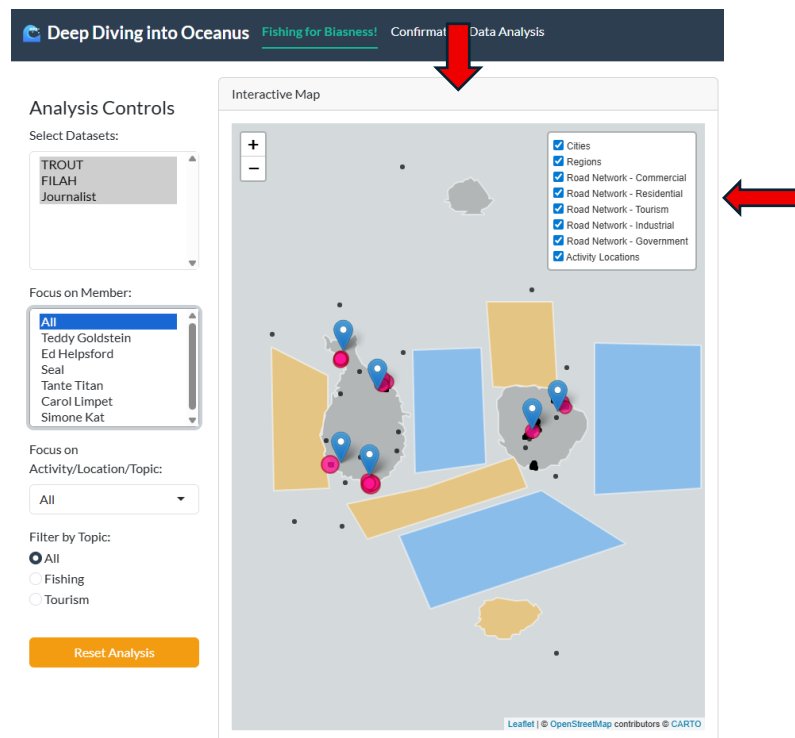 Deep Diving into Oceanus Fishing for Biasness! Confirmat Data Analysis
Interactive Map
Analysis Controls
Select Datasets:
TROUT
FILAH
Journalist
Focus on Member:
All
Teddy Goldstein
Ed Helpsford
Seal
Tante Titan
Carol Limpet
Simone Kat
Focus on
Activity/Location/Topic:
All
Filter by Topic:
All
Fishing
Tourism
Reset Analysis
+
−
Cities
Regions
Road Network - Commercial
Road Network - Residential
Road Network - Tourism
Road Network - Industrial
Road Network - Government
Activity Locations
Leaflet | © OpenStreetMap contributors © CARTO